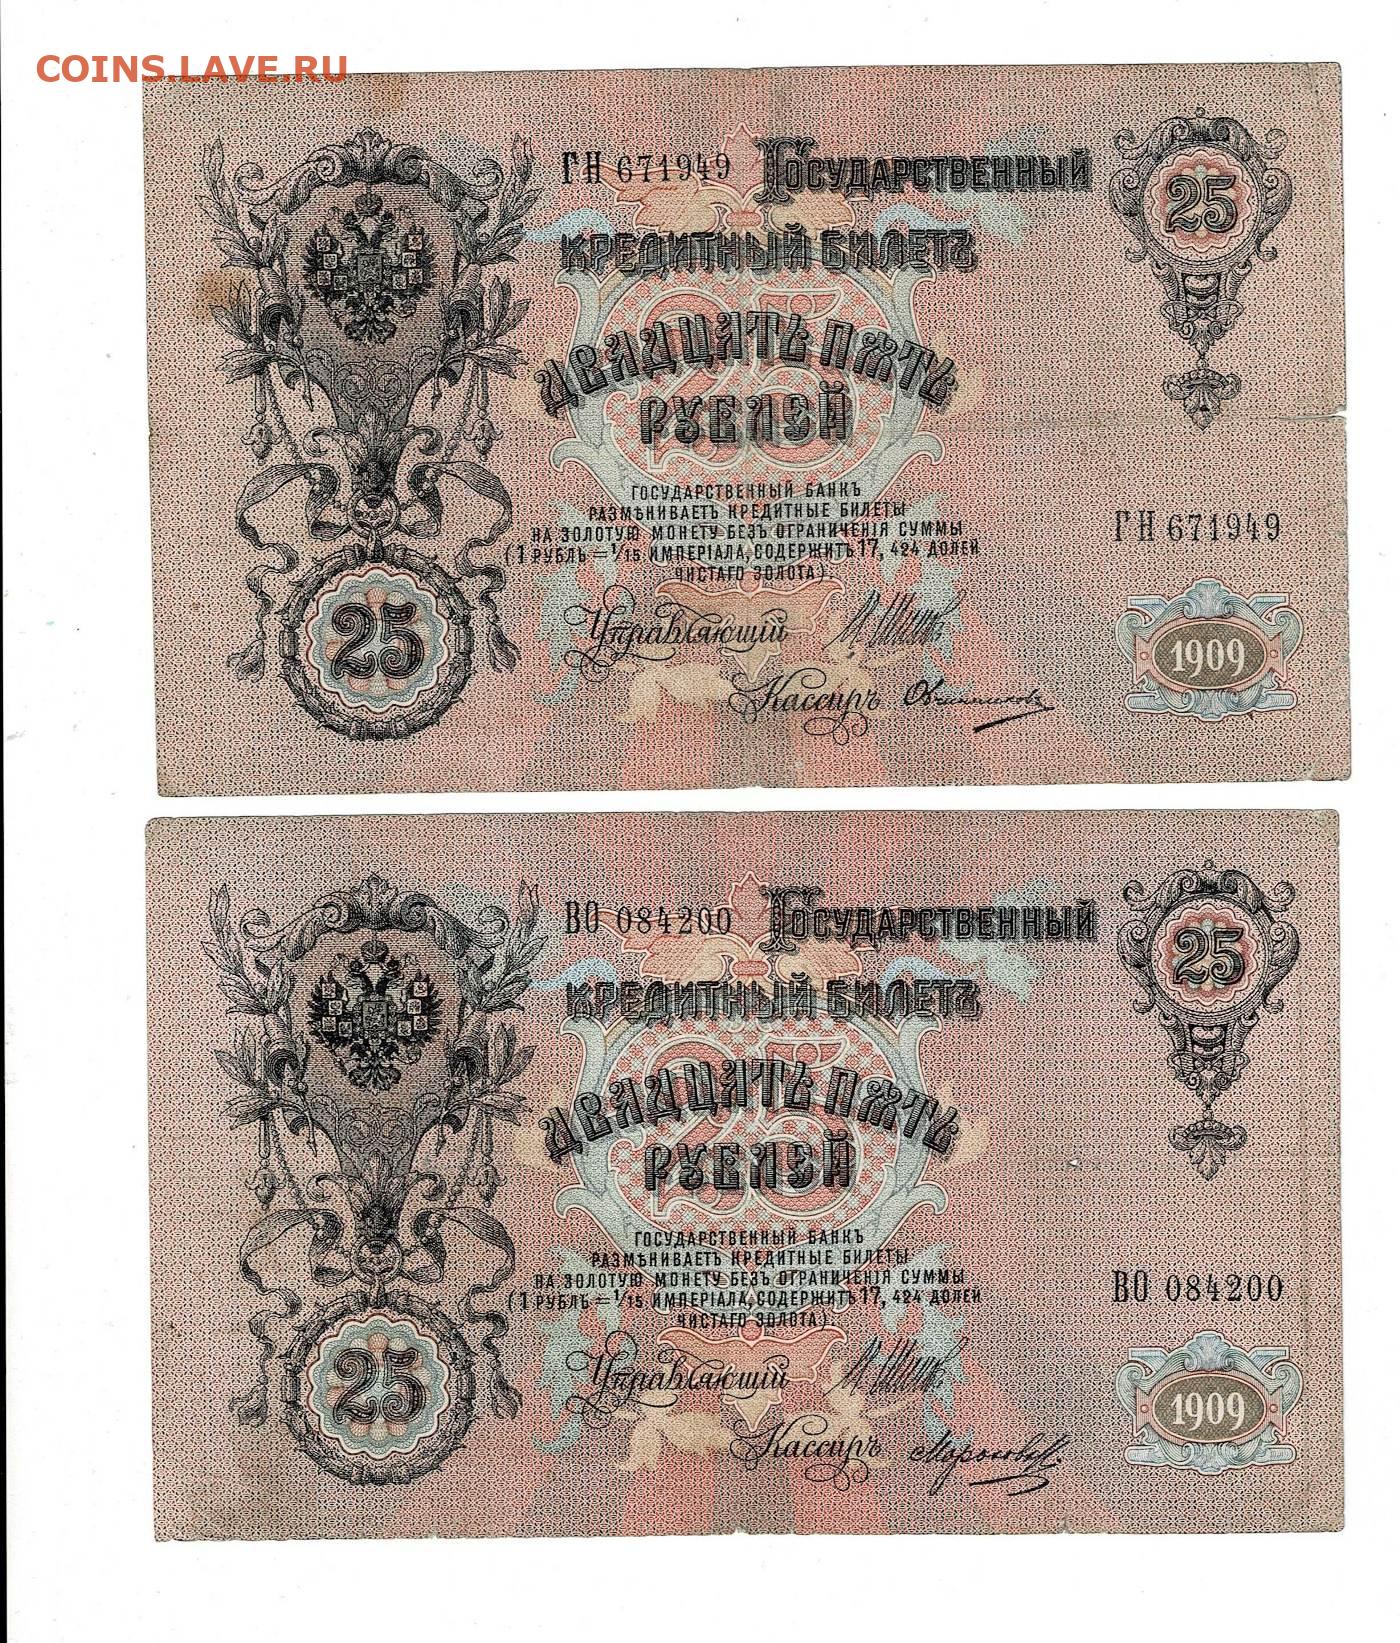 COINS.LAVE.RU
ГН 671949
Государственный
25
кредитный билетъ
двадцать пять
рублей
ГОСУДАРСТВЕННЫЙ БАНКЪ
РАЗМѢНИВАЕТЪ КРЕДИТНЫЕ БИЛЕТЫ
НА ЗОЛОТУЮ МОНЕТУ БЕЗЪ ОГРАНИЧЕНІЯ СУММЫ
(1 РУБЛЬ = 1/15 ИМПЕРІАЛА, СОДЕРЖИТЪ 17, 424 ДОЛЕЙ
ЧИСТАГО ЗОЛОТА).
ГН 671949
25
Управляющій
1909
Кассиръ Овчинниковъ
ВО 084200
Государственный
25
кредитный билетъ
двадцать пять
рублей
ГОСУДАРСТВЕННЫЙ БАНКЪ
РАЗМѢНИВАЕТЪ КРЕДИТНЫЕ БИЛЕТЫ
НА ЗОЛОТУЮ МОНЕТУ БЕЗЪ ОГРАНИЧЕНІЯ СУММЫ
(1 РУБЛЬ = 1/15 ИМПЕРІАЛА, СОДЕРЖИТЪ 17, 424 ДОЛЕЙ
ЧИСТАГО ЗОЛОТА).
ВО 084200
25
Управляющій
1909
Кассиръ